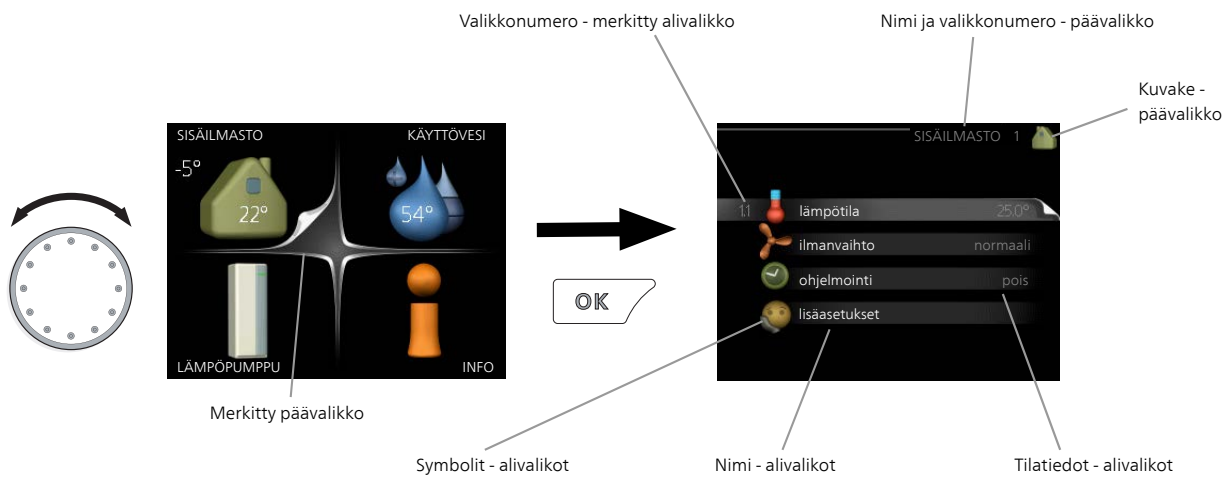 Valikkonumero - merkitty alivalikko
Nimi ja valikkonumero - päävalikko
Kuvake -
päävalikko
SISÄILMASTO
KÄYTTÖVESI
-5°
22°
54°
LÄMPÖPUMPPU
INFO
Merkitty päävalikko
OK
SISÄILMASTO 1
1.1 lämpötila 25.0°
ilmanvaihto normaali
ohjelmointi pois
lisäasetukset
Symbolit - alivalikot
Nimi - alivalikot
Tilatiedot - alivalikot